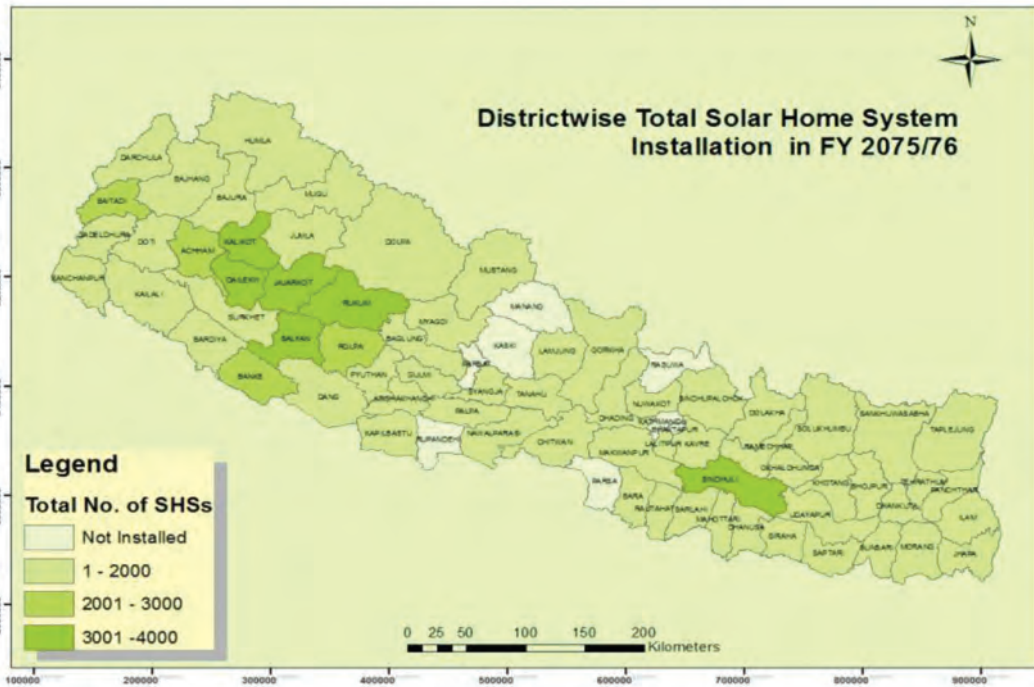 N
Districtwise Total Solar Home System
Installation in FY 2075/76
HUMLA
DARCHULA
BAJHANG
BAJURA
MUGU
BAITADI
DADELDHURA
DOTI
ACHHAM
KALIKOT
JUMLA
DOLPA
MUSTANG
KANCHANPUR
KAILALI
DAILEKH
JAJARKOT
RUKUM
MANANG
SURKHET
MYAGDI
KASKI
LAMJUNG
GORKHA
RASUWA
BARDIYA
SALYAN
ROLPA
BAGLUNG
PARBAT
BANKE
PYUTHAN
GULMI
SYANGJA
TANAHU
NUWAKOT
SINDHUPALCHOK
DOLAKHA
DANG
ARGHAKHANCHI
PALPA
DHADING
SOLUKHUMBU
SANKHUWASABHA
TAPLEJUNG
KAPILBASTU
RUPANDEHI
NAWALPARASI
CHITWAN
MAKWANPUR
LALITPUR
KAVRE
RAMECHHAP
OKHALDHUNGA
KHOTANG
BHOJPUR
PANCHTHAR
PARSA
BARA
SINDHULI
DHANKUTA
RAUTAHAT
SARLAHI
MAHOTTARI
DHANUSA
SIRAHA
UDAYAPUR
ILAM
SAPTARI
SUNSARI
MORANG
JHAPA
Legend
Total No. of SHSs
Not Installed
1 - 2000
2001 - 3000
3001 -4000
0 25 50 100 150 200
Kilometers
100000 200000 300000 400000 500000 600000 700000 800000 900000